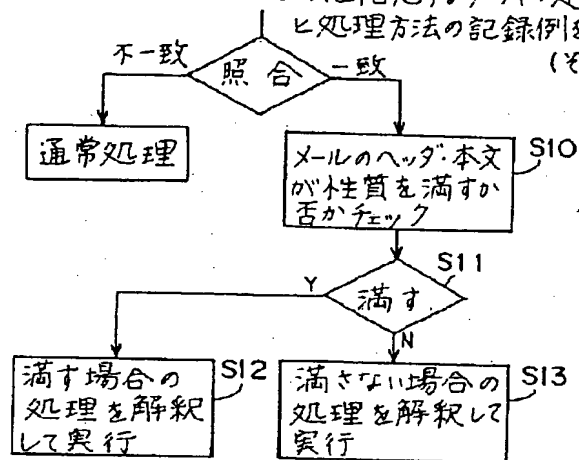 と処理方法の記録例を
(そ
不一致
照合
一致
通常処理
メールのヘッダ・本文
が性質を満すか
否かチェック
S10
S11
Y
満す
N
満す場合の
処理を解釈
して実行
S12
満さない場合の
処理を解釈して
実行
S13